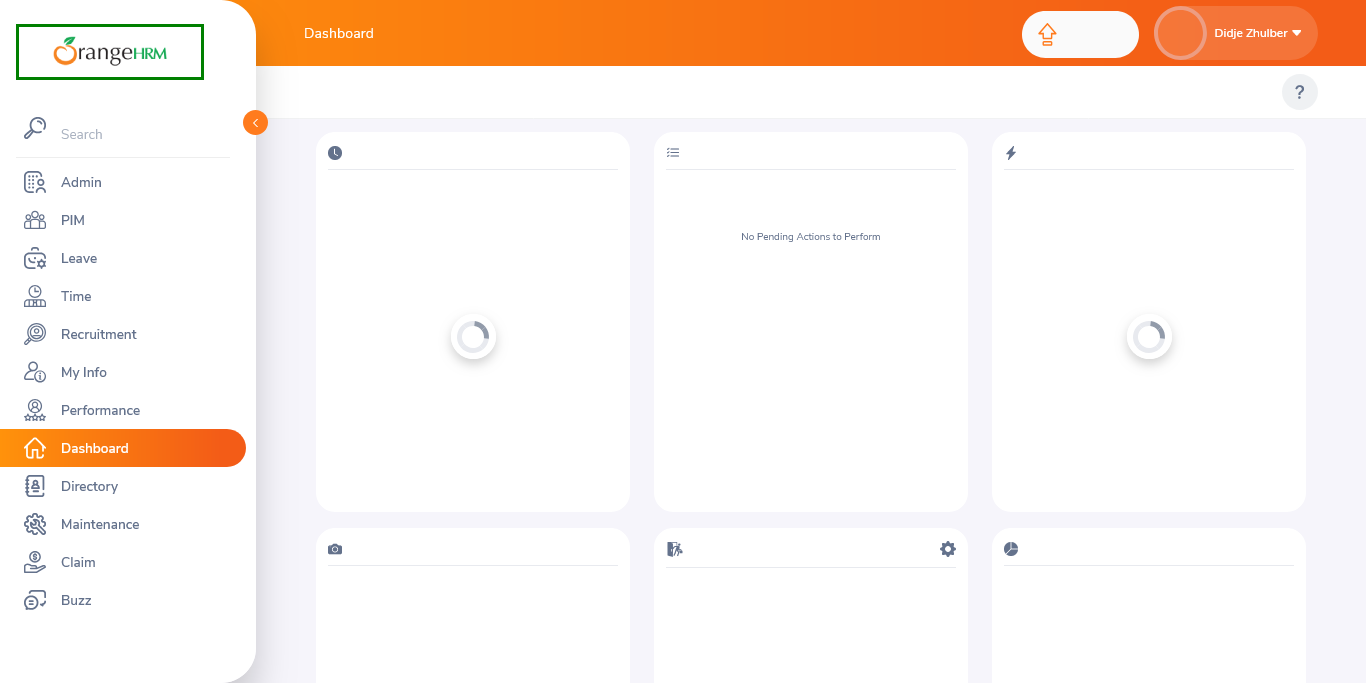 OrangeHRM
Dashboard
Didje Zhulber
?
Search
Admin
PIM
Leave
Time
Recruitment
My Info
Performance
Dashboard
Directory
Maintenance
Claim
Buzz
No Pending Actions to Perform